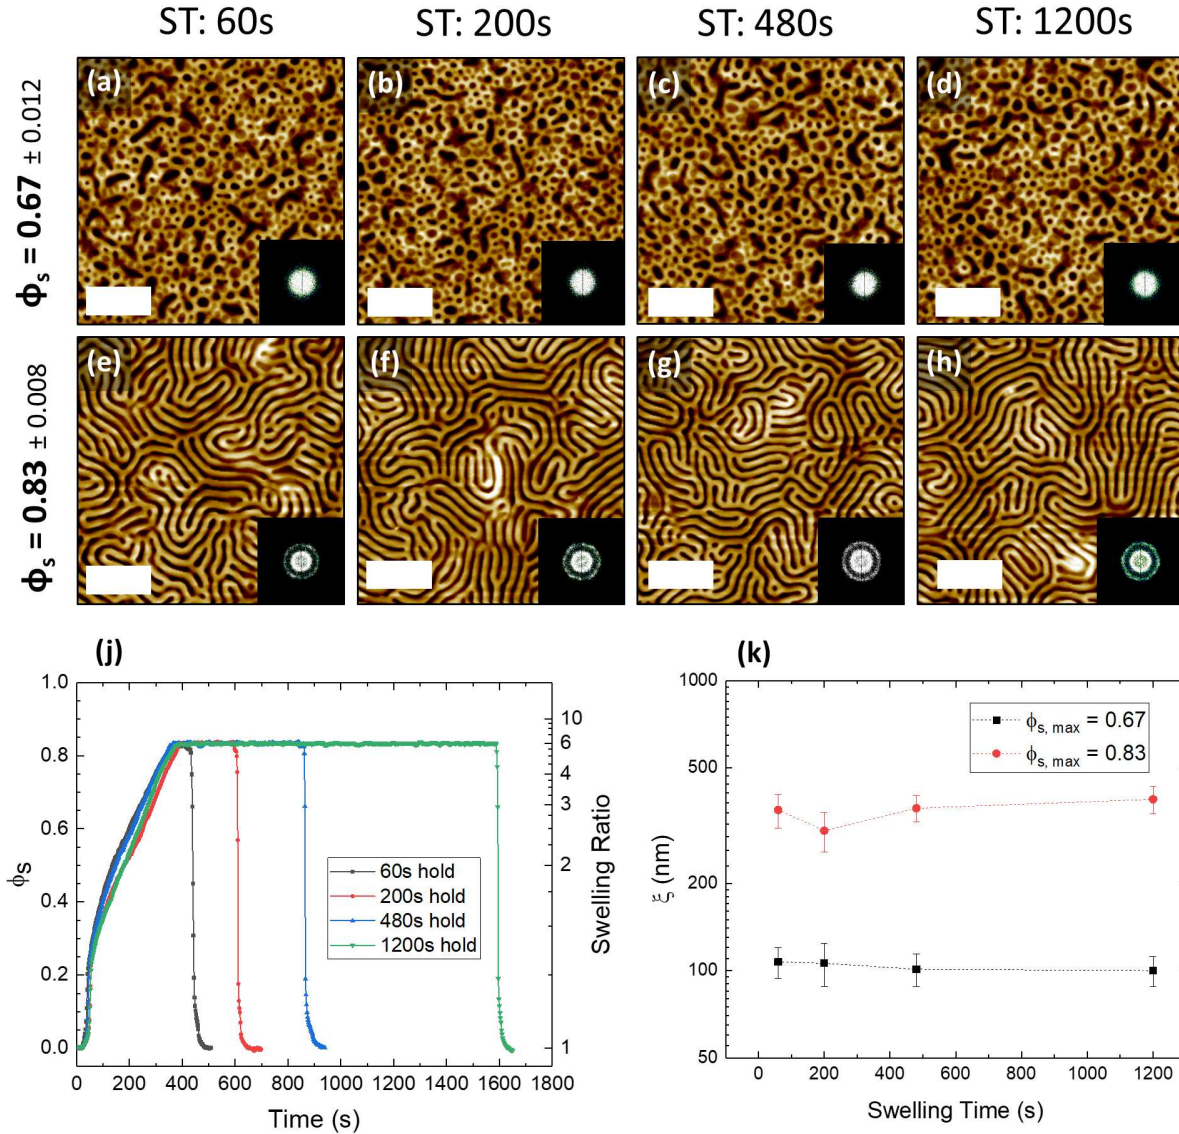 ST: 60s
ST: 200s
ST: 480s
ST: 1200s
ϕs = 0.67 ± 0.012
(a)
(b)
(c)
(d)
ϕs = 0.83 ± 0.008
(e)
(f)
(g)
(h)
(j)
1.0
0.8
0.6
0.4
0.2
0.0
ϕS
10
6
4
3
2
1
Swelling Ratio
60s hold
200s hold
480s hold
1200s hold
0 200 400 600 800 1000 1200 1400 1600 1800
Time (s)
(k)
1000
500
200
100
50
ξ (nm)
ϕs, max = 0.67
ϕs, max = 0.83
0 200 400 600 800 1000 1200
Swelling Time (s)